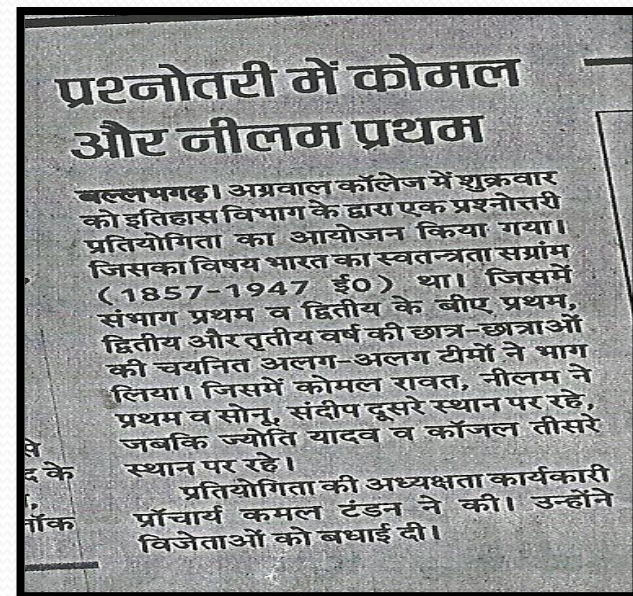 प्रश्नोतरी में कोमल
और नीलम प्रथम
बल्लभगढ़। अग्रवाल कॉलेज में शुक्रवार
को इतिहास विभाग के द्वारा एक प्रश्नोत्तरी
प्रतियोगिता का आयोजन किया गया।
जिसका विषय भारत का स्वतन्त्रता सग्रांम
(1857-1947 ई0) था। जिसमें
संभाग प्रथम व द्वितीय के बीए प्रथम,
द्वितीय और तृतीय वर्ष की छात्र-छात्राओं
की चयनित अलग-अलग टीमों ने भाग
लिया। जिसमें कोमल रावत, नीलम ने
प्रथम व सोनू, संदीप दूसरे स्थान पर रहे,
जबकि ज्योति यादव व कॉजल तीसरे
स्थान पर रहे।
प्रतियोगिता की अध्यक्षता कार्यकारी
प्रॉचार्य कमल टंडन ने की। उन्होंने
विजेताओं को बधाई दी।